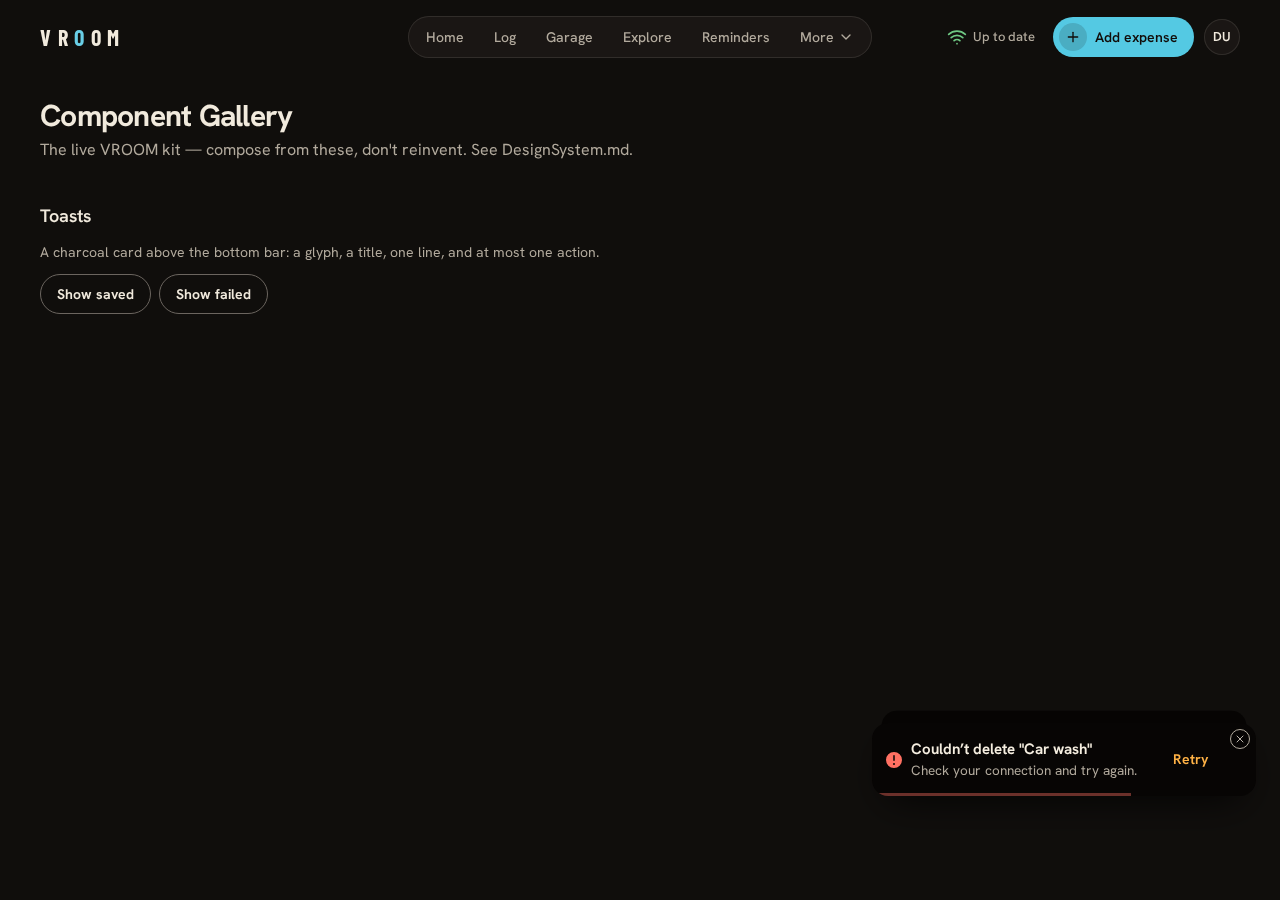 VROOM
Home
Log
Garage
Explore
Reminders
More
Up to date
Add expense
DU
Component Gallery
The live VROOM kit — compose from these, don't reinvent. See DesignSystem.md.
Toasts
A charcoal card above the bottom bar: a glyph, a title, one line, and at most one action.
Show saved
Show failed
Couldn’t delete "Car wash"
Check your connection and try again.
Retry